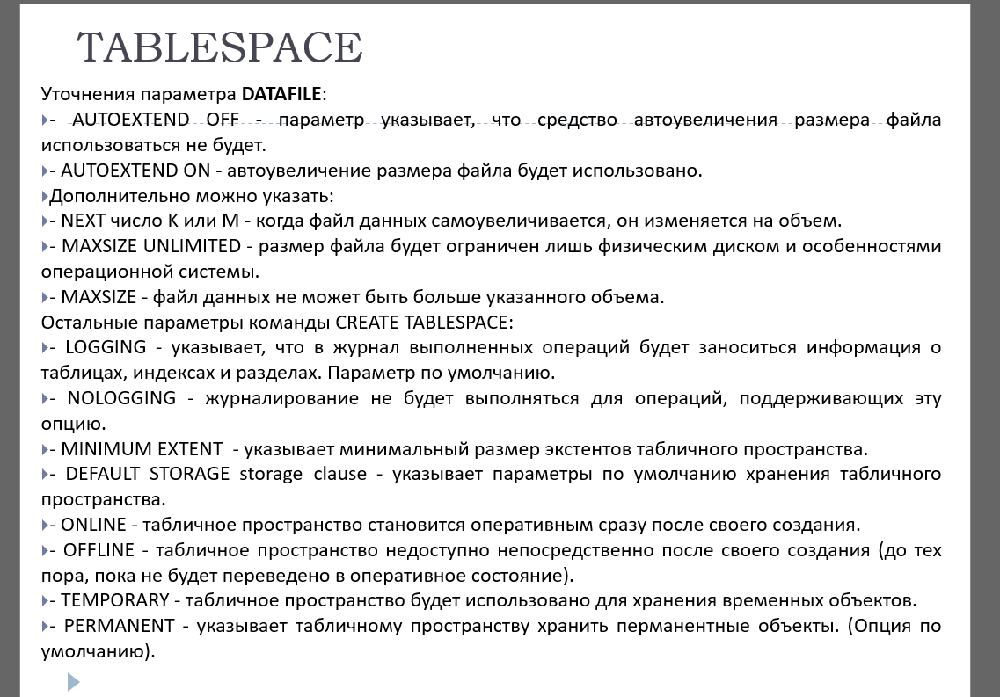 TABLESPACE
Уточнения параметра DATAFILE:
- AUTOEXTEND OFF - параметр указывает, что средство автоувеличения размера файла
использоваться не будет.
- AUTOEXTEND ON - автоувеличение размера файла будет использовано.
Дополнительно можно указать:
- NEXT число K или M - когда файл данных самоувеличивается, он изменяется на объем.
- MAXSIZE UNLIMITED - размер файла будет ограничен лишь физическим диском и особенностями
операционной системы.
- MAXSIZE - файл данных не может быть больше указанного объема.
Остальные параметры команды CREATE TABLESPACE:
- LOGGING - указывает, что в журнал выполненных операций будет заноситься информация о
таблицах, индексах и разделах. Параметр по умолчанию.
- NOLOGGING - журналирование не будет выполняться для операций, поддерживающих эту
опцию.
- MINIMUM EXTENT - указывает минимальный размер экстентов табличного пространства.
- DEFAULT STORAGE storage_clause - указывает параметры по умолчанию хранения табличного
пространства.
- ONLINE - табличное пространство становится оперативным сразу после своего создания.
- OFFLINE - табличное пространство недоступно непосредственно после своего создания (до тех
пора, пока не будет переведено в оперативное состояние).
- TEMPORARY - табличное пространство будет использовано для хранения временных объектов.
- PERMANENT - указывает табличному пространству хранить перманентные объекты. (Опция по
умолчанию).